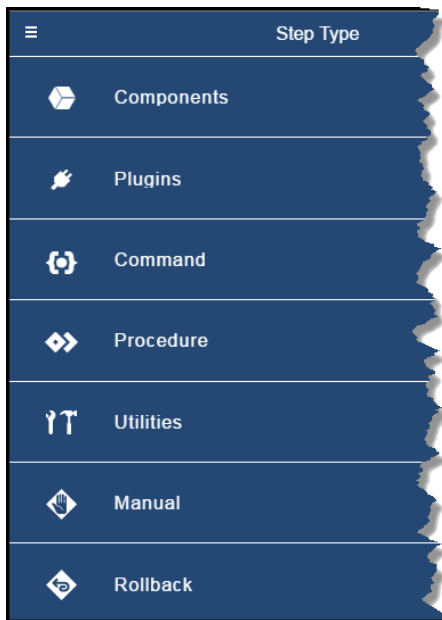 Step Type
Components
Plugins
Command
Procedure
Utilities
Manual
Rollback